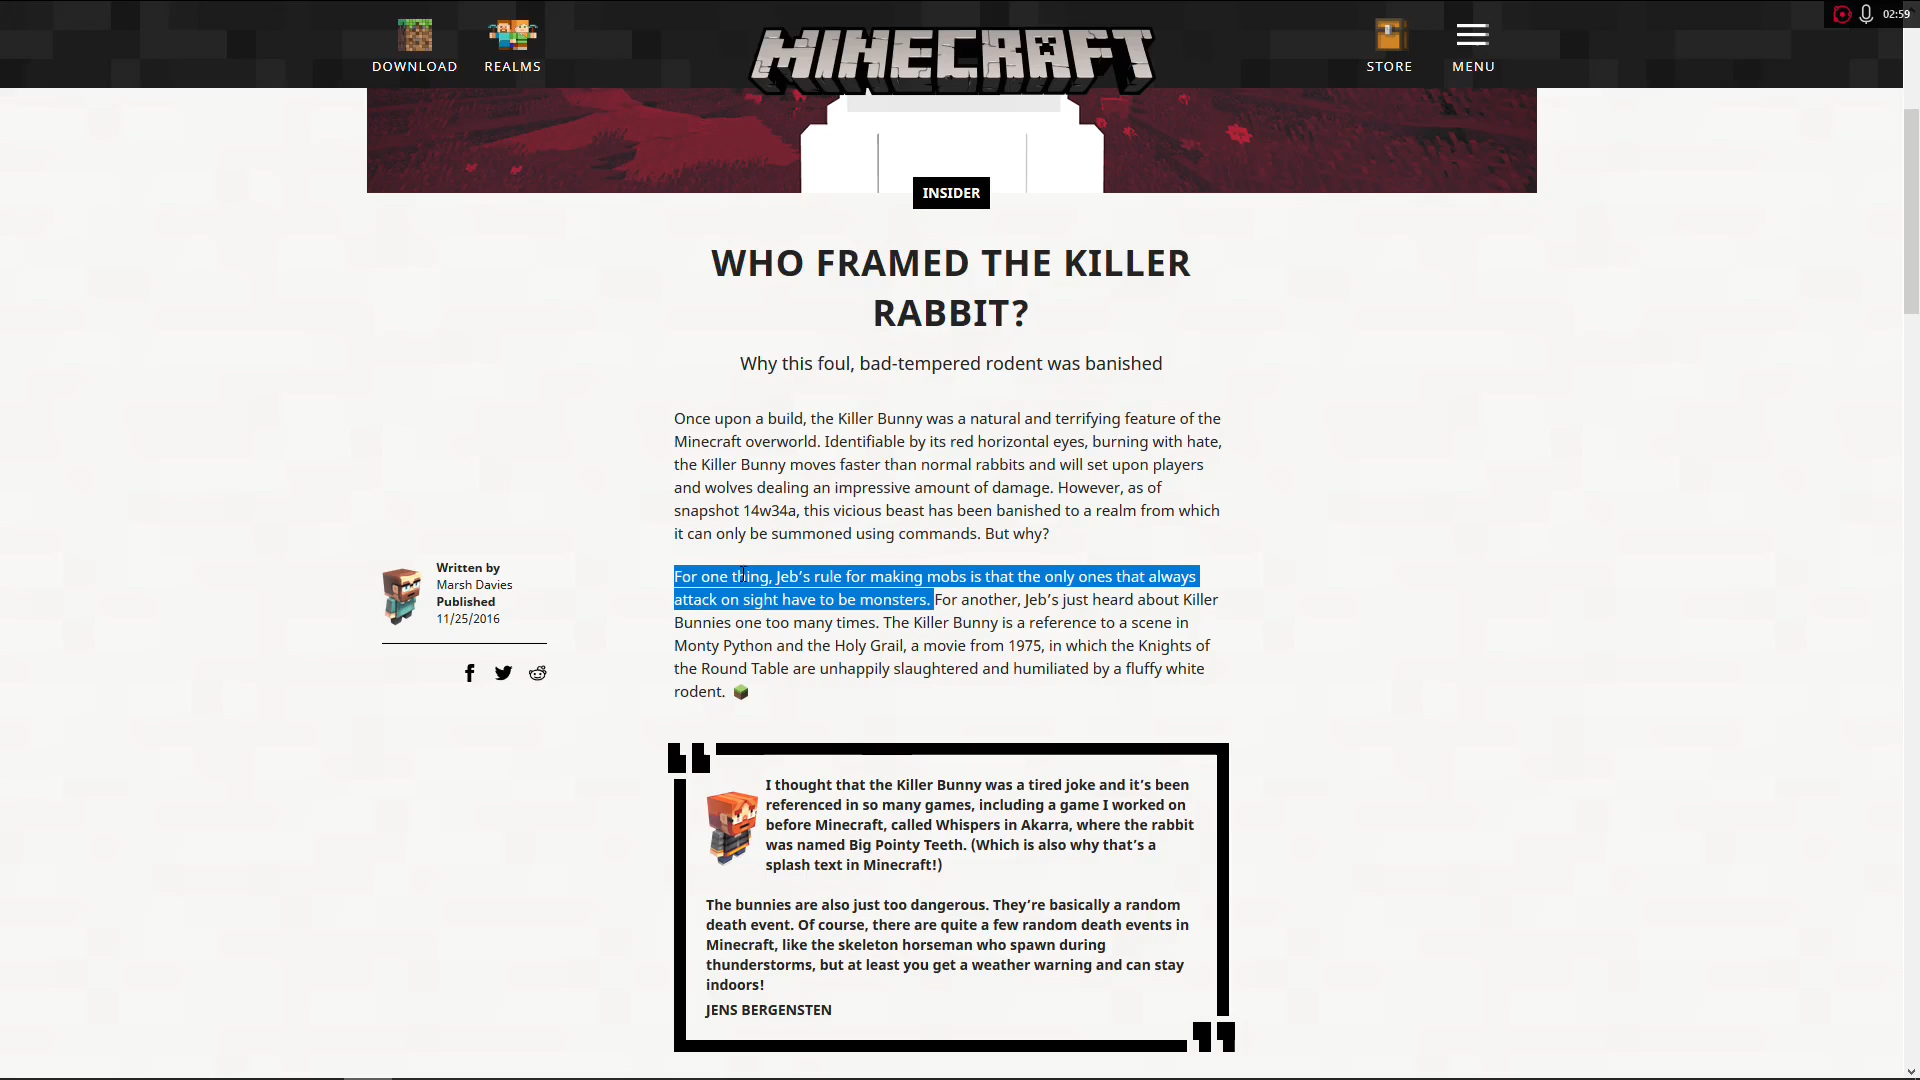 02:59
DOWNLOAD
REALMS
MINECRAFT
STORE
MENU
INSIDER
WHO FRAMED THE KILLER
RABBIT?
Why this foul, bad-tempered rodent was banished
Once upon a build, the Killer Bunny was a natural and terrifying feature of the
Minecraft overworld. Identifiable by its red horizontal eyes, burning with hate,
the Killer Bunny moves faster than normal rabbits and will set upon players
and wolves dealing an impressive amount of damage. However, as of
snapshot 14w34a, this vicious beast has been banished to a realm from which
it can only be summoned using commands. But why?
Written by
Marsh Davies
Published
11/25/2016
For one thing, Jeb’s rule for making mobs is that the only ones that always
attack on sight have to be monsters. For another, Jeb’s just heard about Killer
Bunnies one too many times. The Killer Bunny is a reference to a scene in
Monty Python and the Holy Grail, a movie from 1975, in which the Knights of
the Round Table are unhappily slaughtered and humiliated by a fluffy white
rodent.
I thought that the Killer Bunny was a tired joke and it’s been
referenced in so many games, including a game I worked on
before Minecraft, called Whispers in Akarra, where the rabbit
was named Big Pointy Teeth. (Which is also why that’s a
splash text in Minecraft!)
The bunnies are also just too dangerous. They’re basically a random
death event. Of course, there are quite a few random death events in
Minecraft, like the skeleton horseman who spawn during
thunderstorms, but at least you get a weather warning and can stay
indoors!
JENS BERGENSTEN